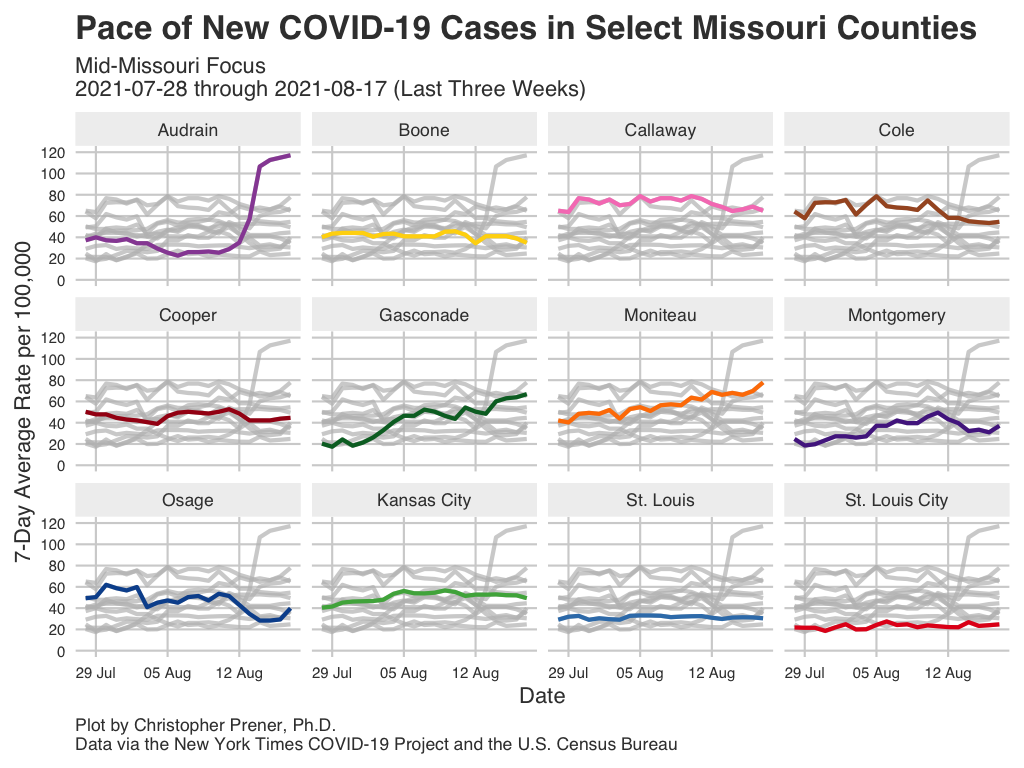 Pace of New COVID-19 Cases in Select Missouri Counties
Mid-Missouri Focus
2021-07-28 through 2021-08-17 (Last Three Weeks)
Audrain
Boone
Callaway
Cole
120
100
80
60
40
20
0
Cooper
Gasconade
Moniteau
Montgomery
120
100
80
60
40
20
0
Osage
Kansas City
St. Louis
St. Louis City
120
100
80
60
40
20
0
7-Day Average Rate per 100,000
29 Jul 05 Aug 12 Aug
29 Jul 05 Aug 12 Aug
29 Jul 05 Aug 12 Aug
29 Jul 05 Aug 12 Aug
Date
Plot by Christopher Prener, Ph.D.
Data via the New York Times COVID-19 Project and the U.S. Census Bureau